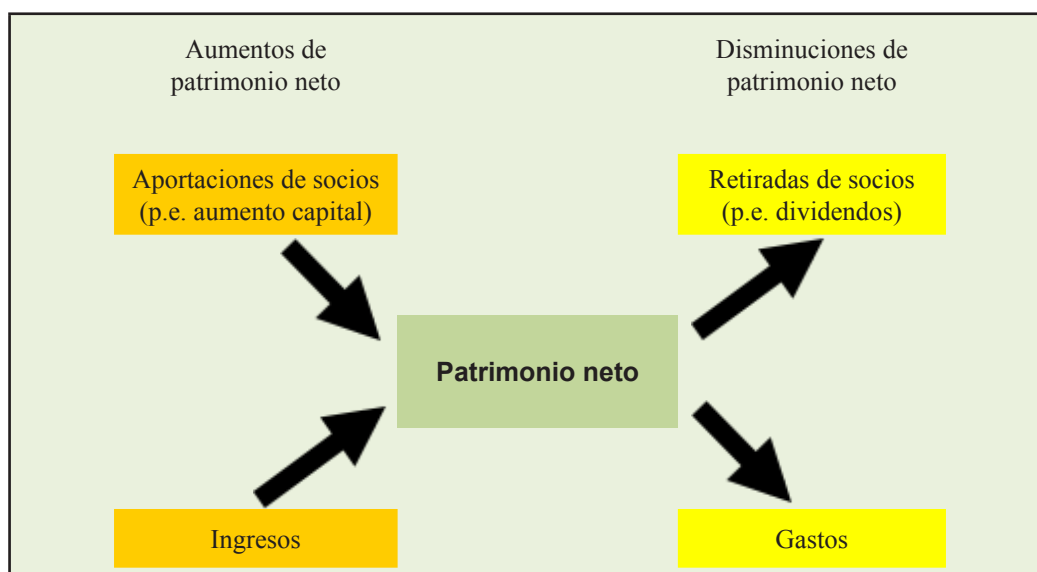 Aumentos de
patrimonio neto
Disminuciones de
patrimonio neto
Aportaciones de socios
(p.e. aumento capital)
Retiradas de socios
(p.e. dividendos)
Patrimonio neto
Ingresos
Gastos